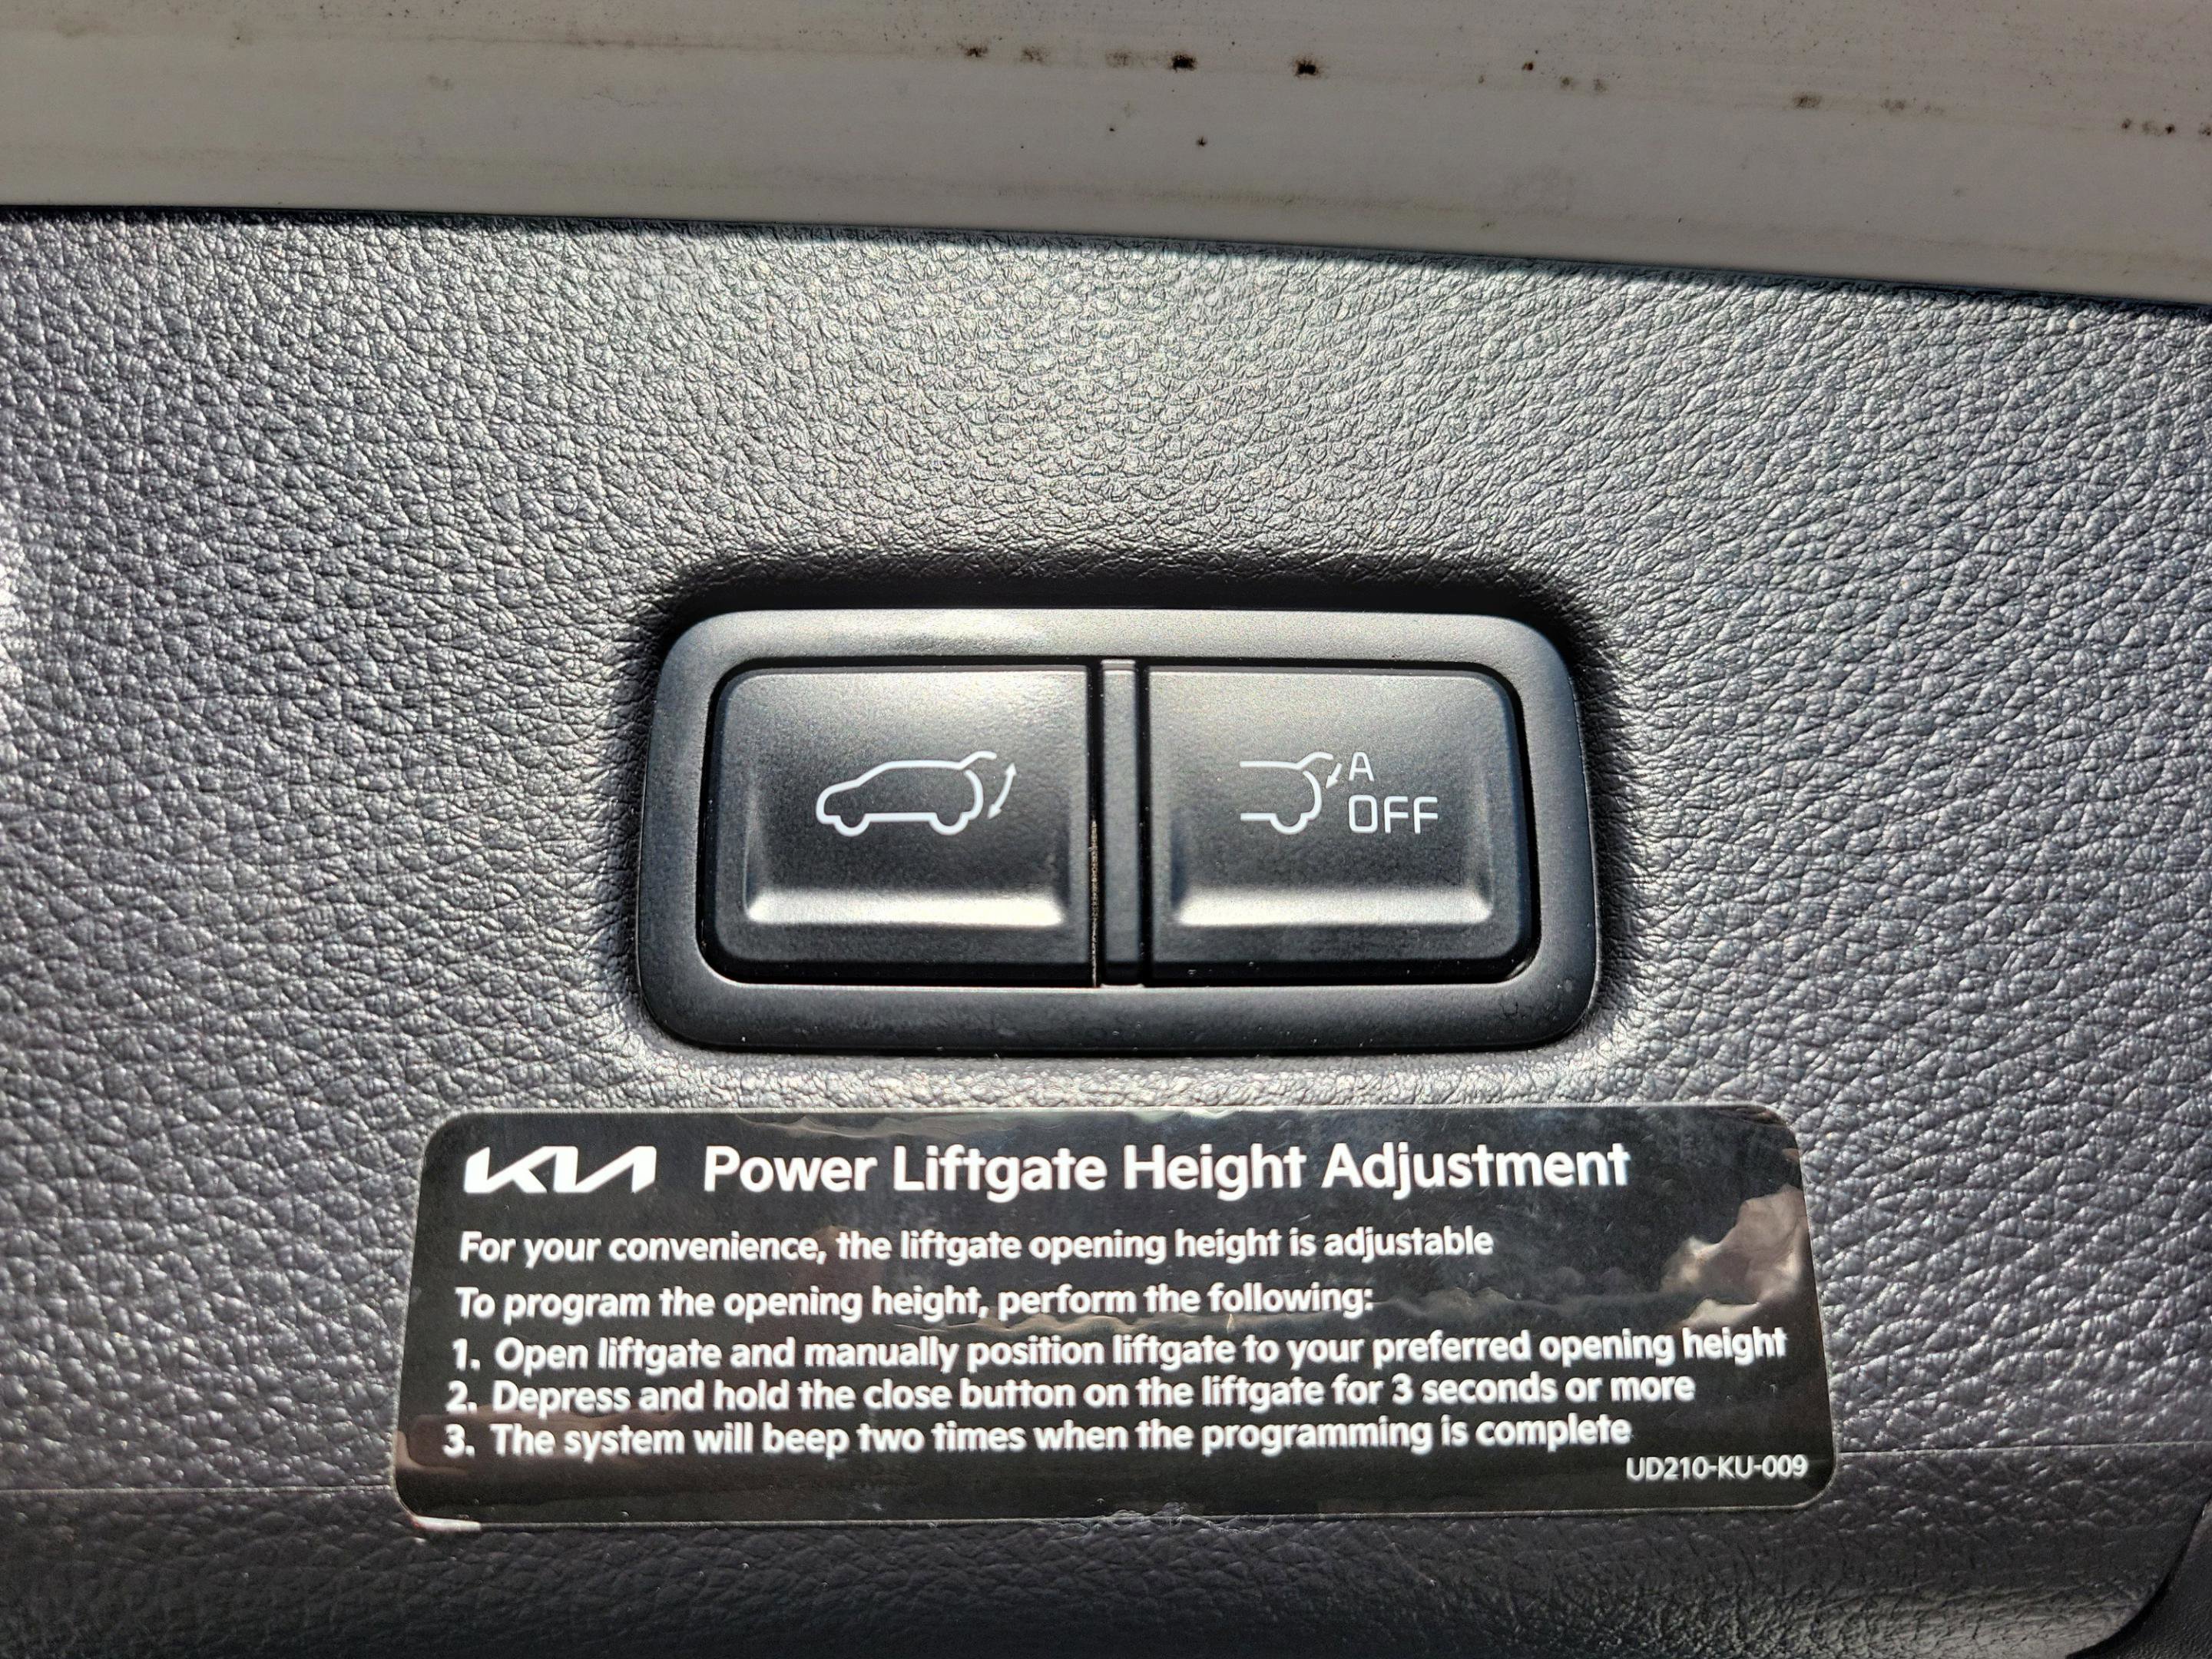 A
OFF
KIA Power Liftgate Height Adjustment
For your convenience, the liftgate opening height is adjustable
To program the opening height, perform the following:
1. Open liftgate and manually position liftgate to your preferred opening height
2. Depress and hold the close button on the liftgate for 3 seconds or more
3. The system will beep two times when the programming is complete
UD210-KU-009